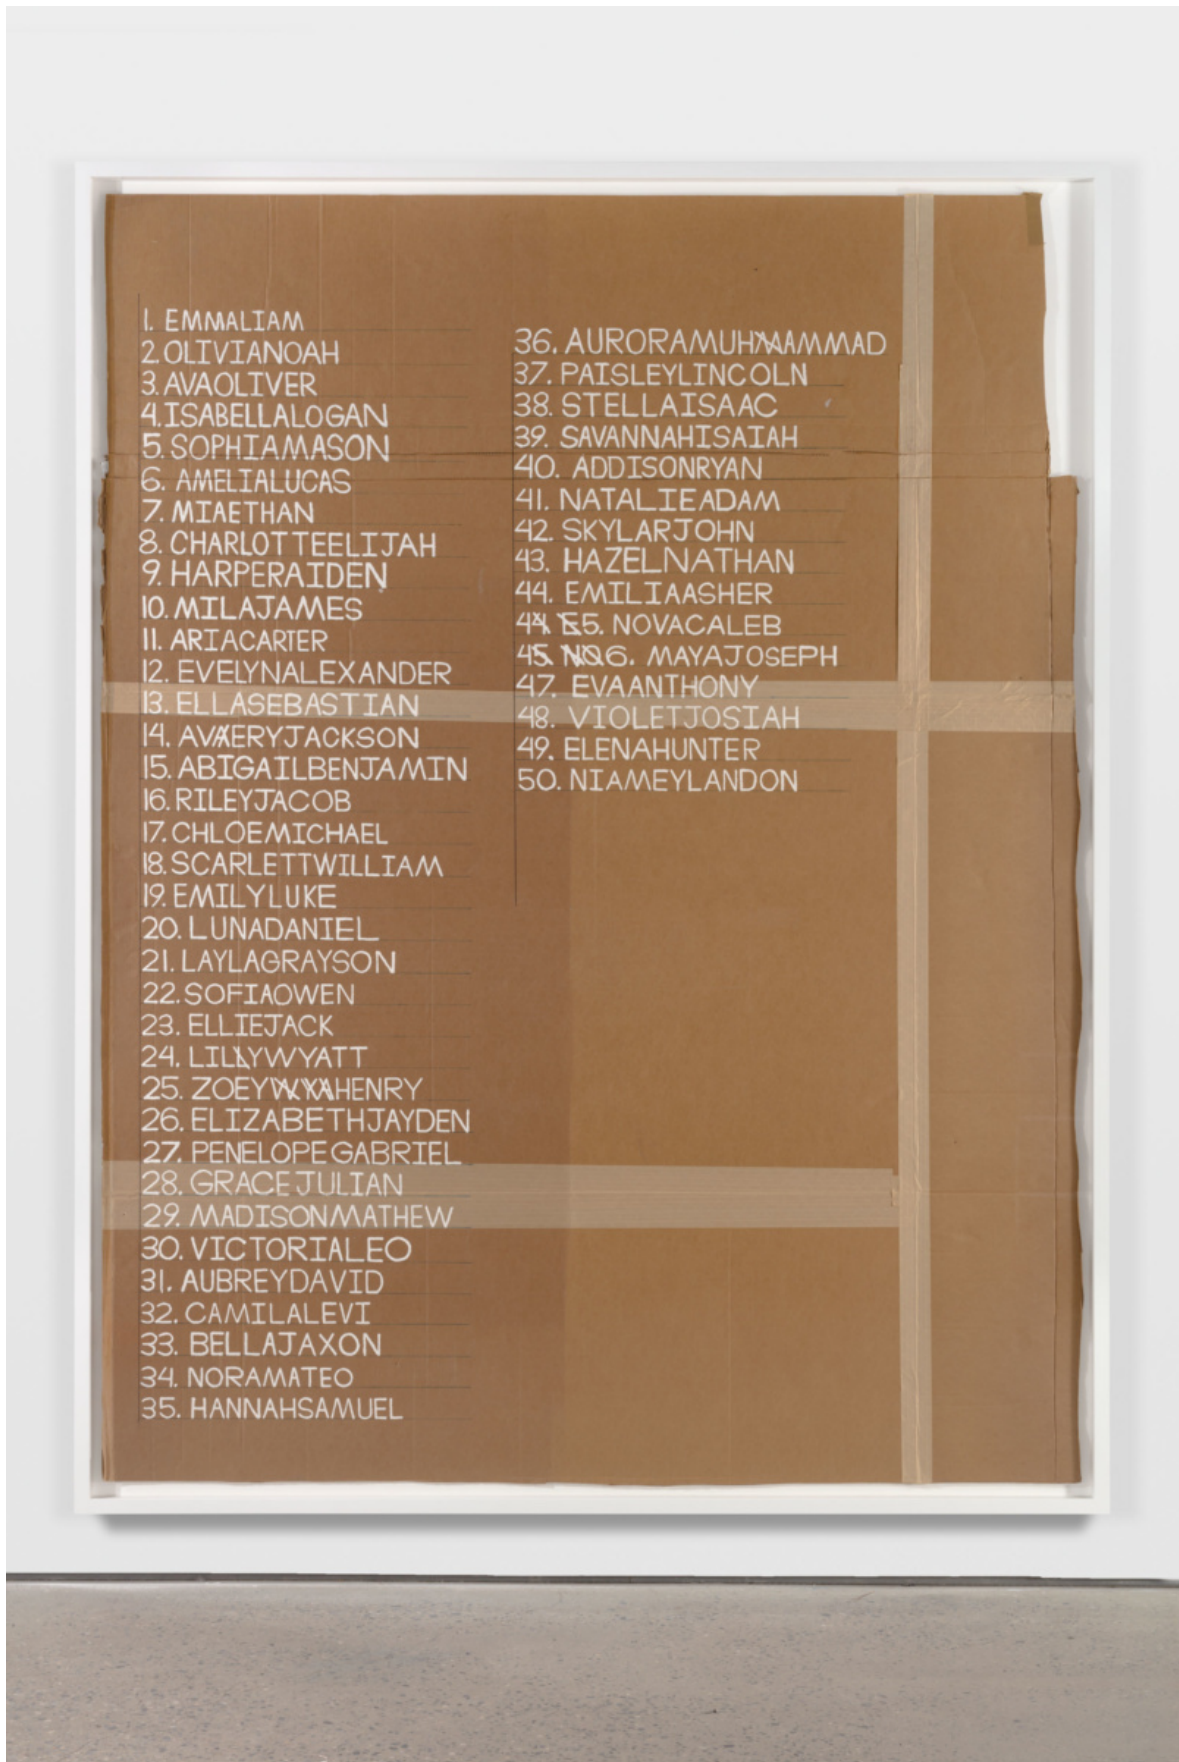 1. EMMALIAM
2. OLIVIANOAH
3. AVAOLIVER
4. ISABELLALOGAN
5. SOPHIAMASON
6. AMELIALUCAS
7. MIAETHAN
8. CHARLOTTEELIJAH
9. HARPERAIDEN
10. MILAJAMES
11. ARIACARTER
12. EVELYNALEXANDER
13. ELLASEBASTIAN
14. AVERYJACKSON
15. ABIGAILBENJAMIN
16. RILEYJACOB
17. CHLOEMICHAEL
18. SCARLETTWILLIAM
19. EMILYLUKE
20. LUNADANIEL
21. LAYLAGRAYSON
22. SOFIAOWEN
23. ELLIEJACK
24. LILLYWYATT
25. ZOEYHENRY
26. ELIZABETHJAYDEN
27. PENELOPEGABRIEL
28. GRACEJULIAN
29. MADISONMATHEW
30. VICTORIALEO
31. AUBREYDAVID
32. CAMILALEVI
33. BELLAJAXON
34. NORAMATEO
35. HANNAHSAMUEL
36. AURORAMUHAMMAD
37. PAISLEYLINCOLN
38. STELLAISAAC
39. SAVANNAHISAIAH
40. ADDISONRYAN
41. NATALIEADAM
42. SKYLARJOHN
43. HAZELNATHAN
44. EMILIAASHER
45. NOVACALEB
46. MAYAJOSEPH
47. EVAANTHONY
48. VIOLETJOSIAH
49. ELENAHUNTER
50. NIAMEYLANDON